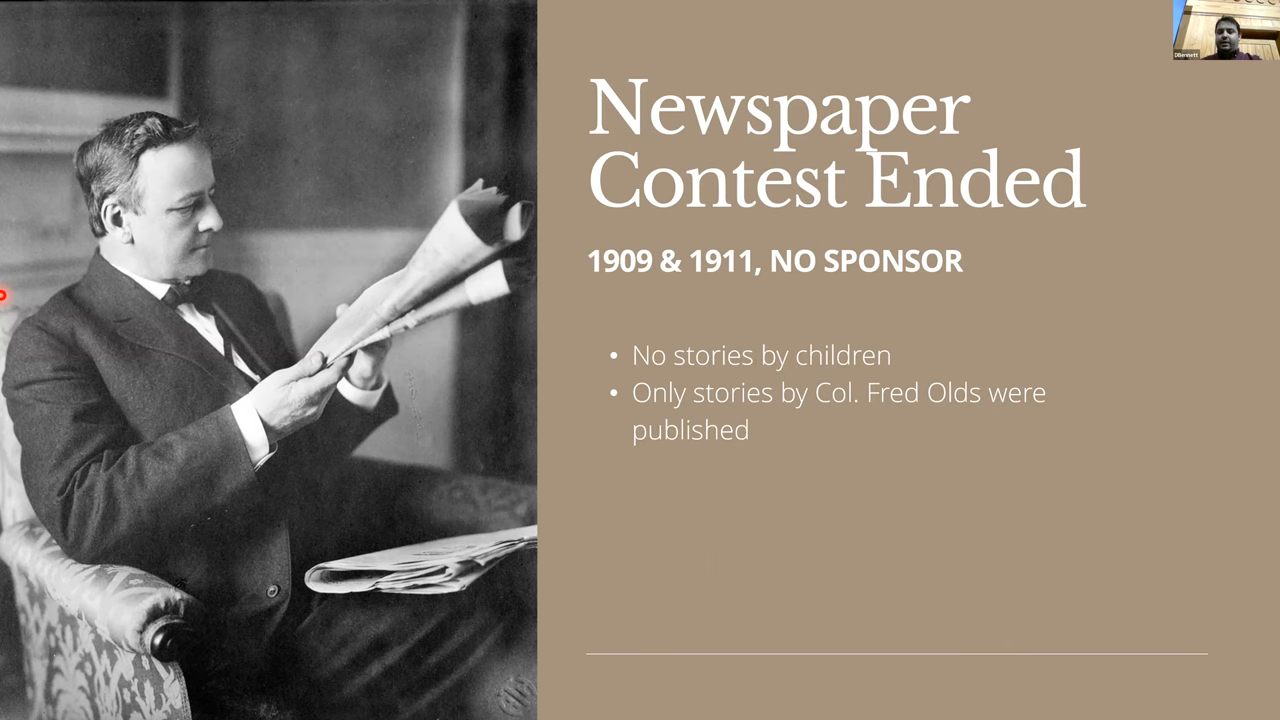 Newspaper
Contest Ended
1909 & 1911, NO SPONSOR
• No stories by children
• Only stories by Col. Fred Olds were
published
DBennett